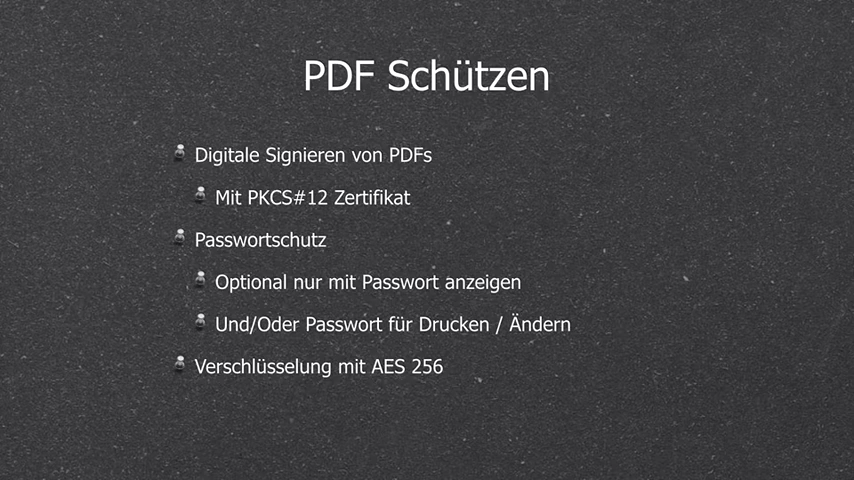 PDF Schützen
Digitale Signieren von PDFs
Mit PKCS#12 Zertifikat
Passwortschutz
Optional nur mit Passwort anzeigen
Und/Oder Passwort für Drucken / Ändern
Verschlüsselung mit AES 256